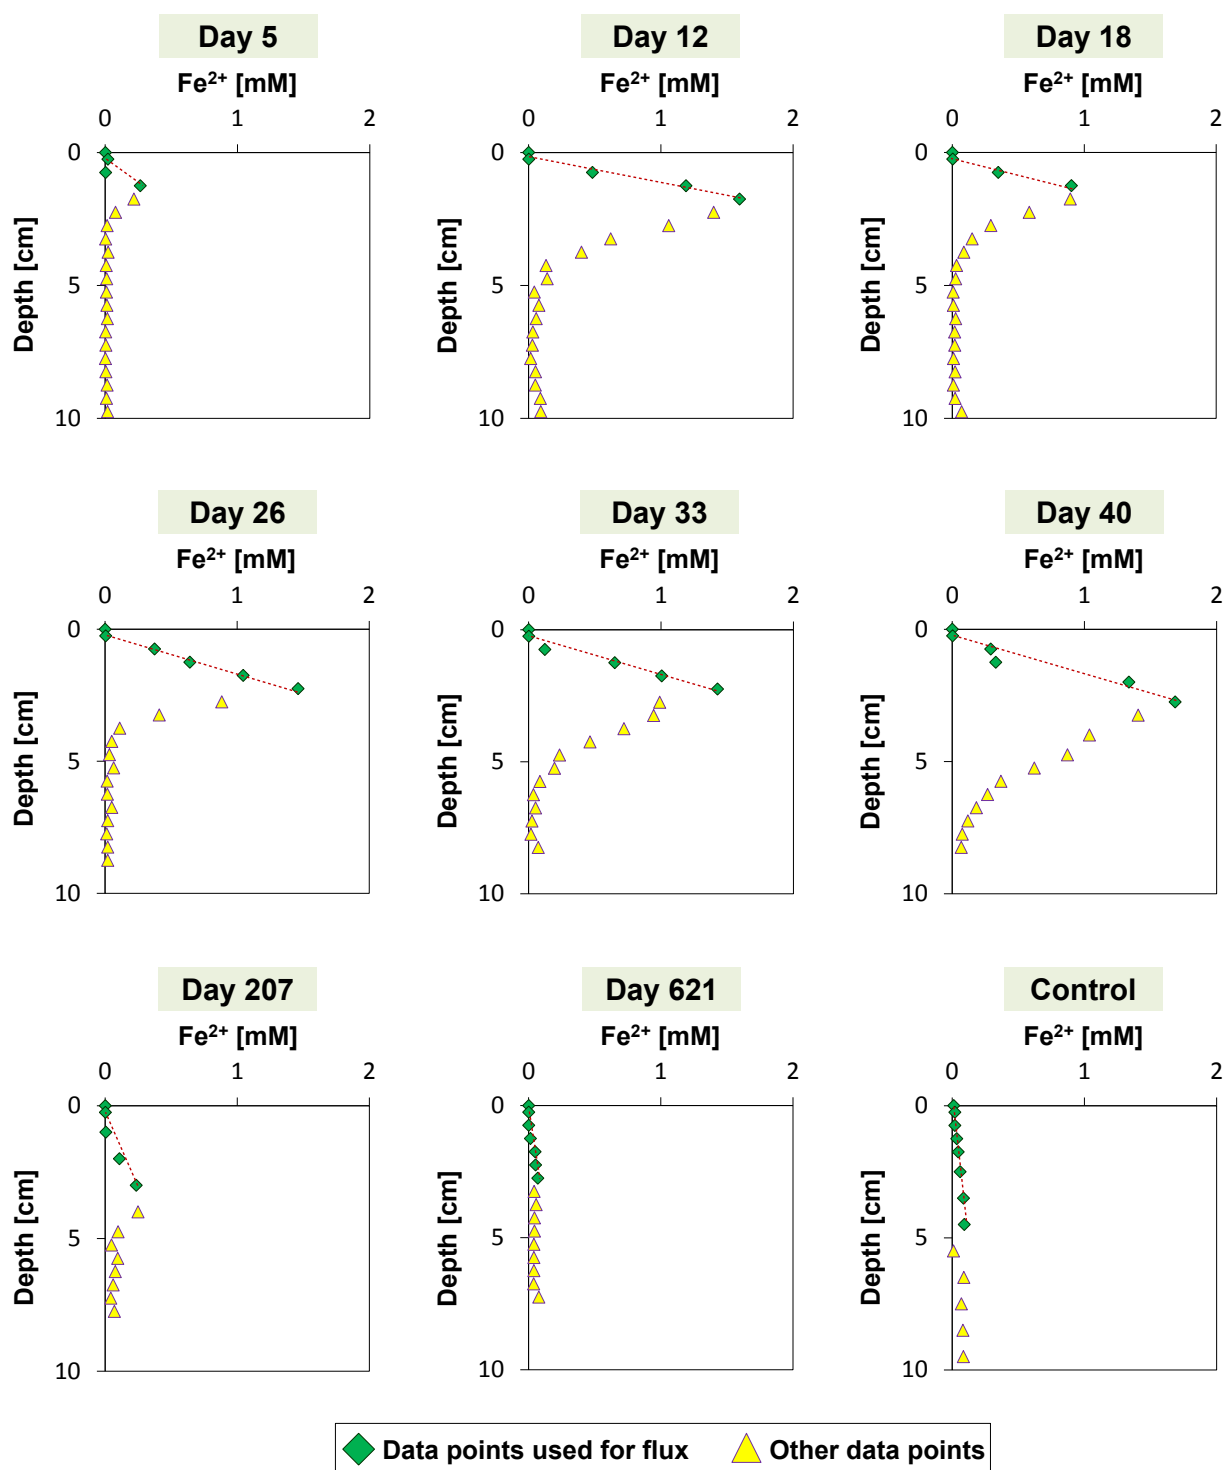 Day 5 Day 12 Day 18
Fe²⁺ [mM] Fe²⁺ [mM] Fe²⁺ [mM]
0 1 2 0 1 2 0 1 2
0 0 0
Depth [cm] Depth [cm] Depth [cm]
5 5 5
10 10 10
Day 26 Day 33 Day 40
Fe²⁺ [mM] Fe²⁺ [mM] Fe²⁺ [mM]
0 1 2 0 1 2 0 1 2
0 0 0
Depth [cm] Depth [cm] Depth [cm]
5 5 5
10 10 10
Day 207 Day 621 Control
Fe²⁺ [mM] Fe²⁺ [mM] Fe²⁺ [mM]
0 1 2 0 1 2 0 1 2
0 0 0
Depth [cm] Depth [cm] Depth [cm]
5 5 5
10 10 10
Data points used for flux Other data points